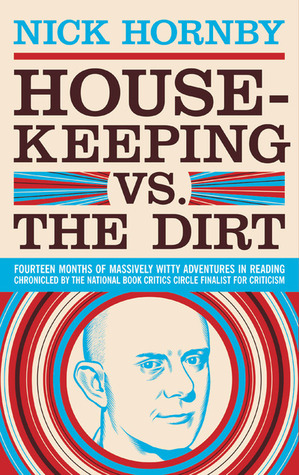 NICK HORNBY
HOUSE-
KEEPING
VS.
THE DIRT
FOURTEEN MONTHS OF MASSIVELY WITTY ADVENTURES IN READING
CHRONICLED BY THE NATIONAL BOOK CRITICS CIRCLE FINALIST FOR CRITICISM